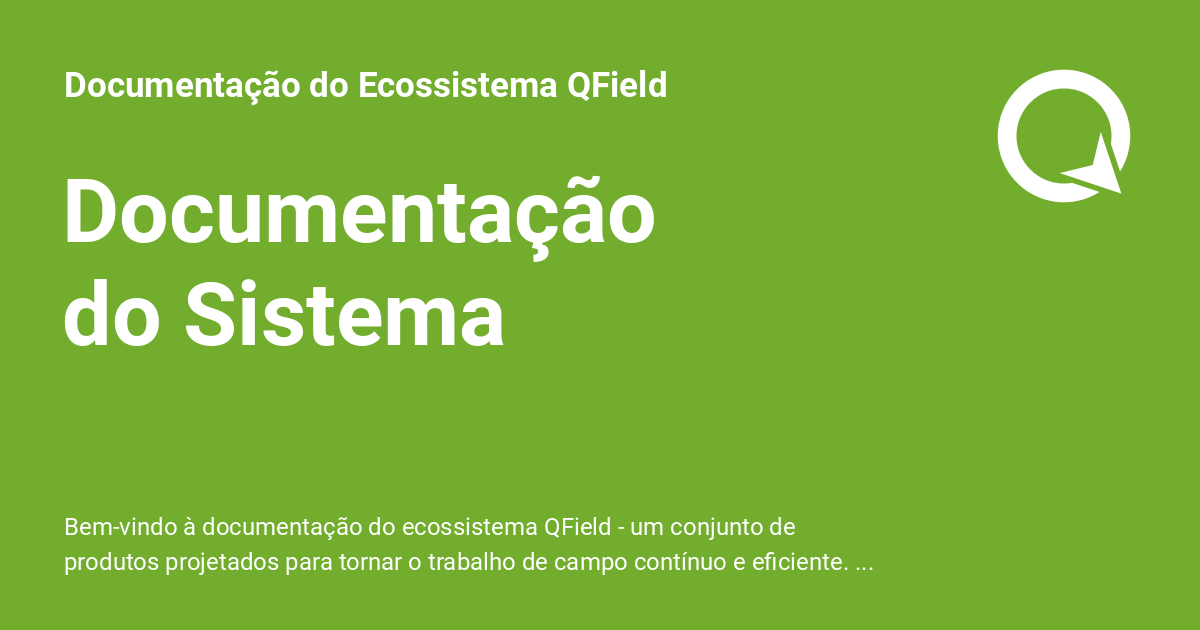 Documentação do Ecossistema QField
Documentação
do Sistema
Bem-vindo à documentação do ecossistema QField - um conjunto de
produtos projetados para tornar o trabalho de campo contínuo e eficiente. ...